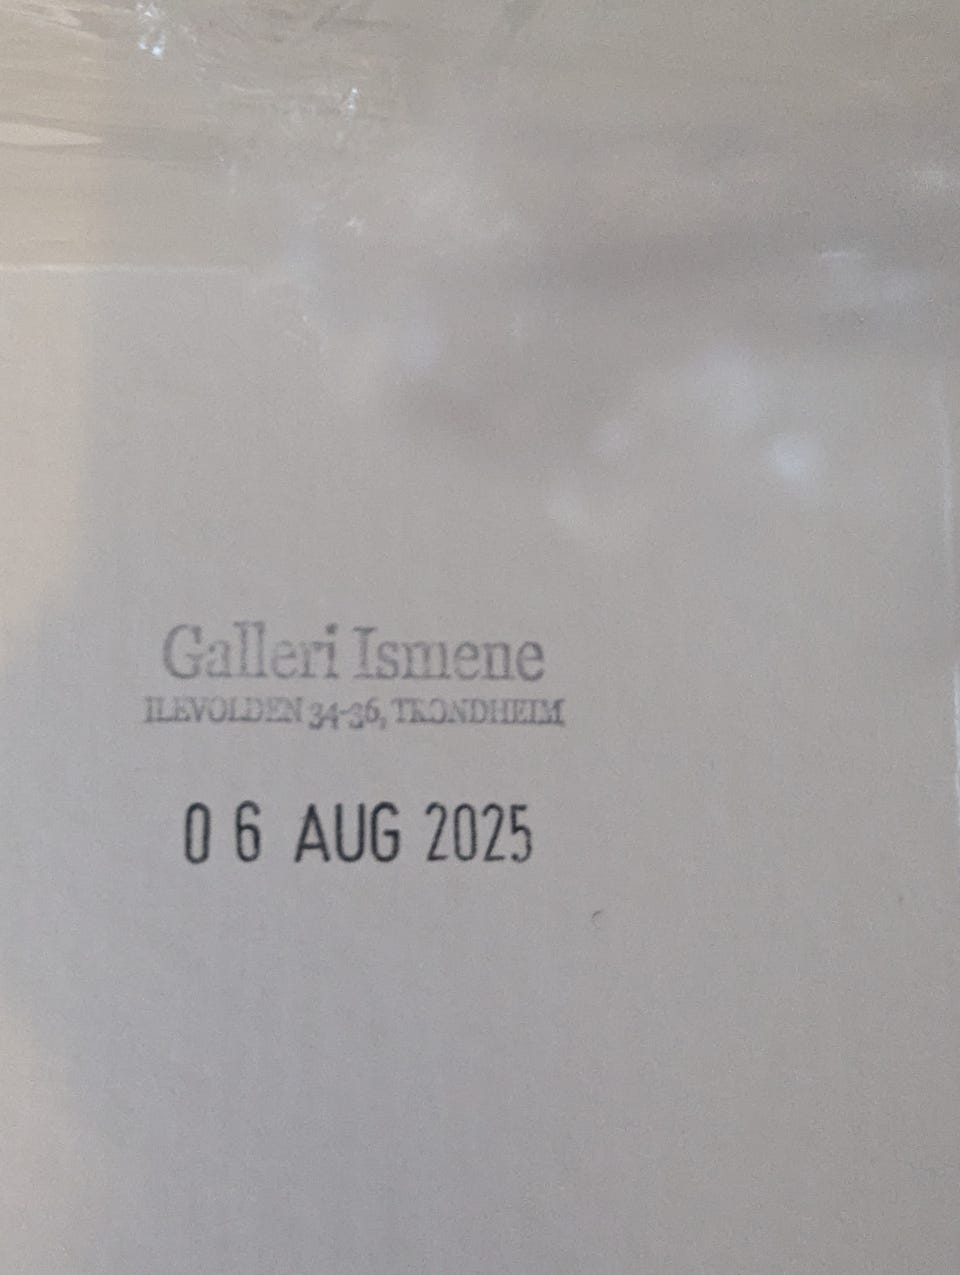 Galleri Ismene
ILEVOLDEN 34-36, TRONDHEIM
06 AUG 2025